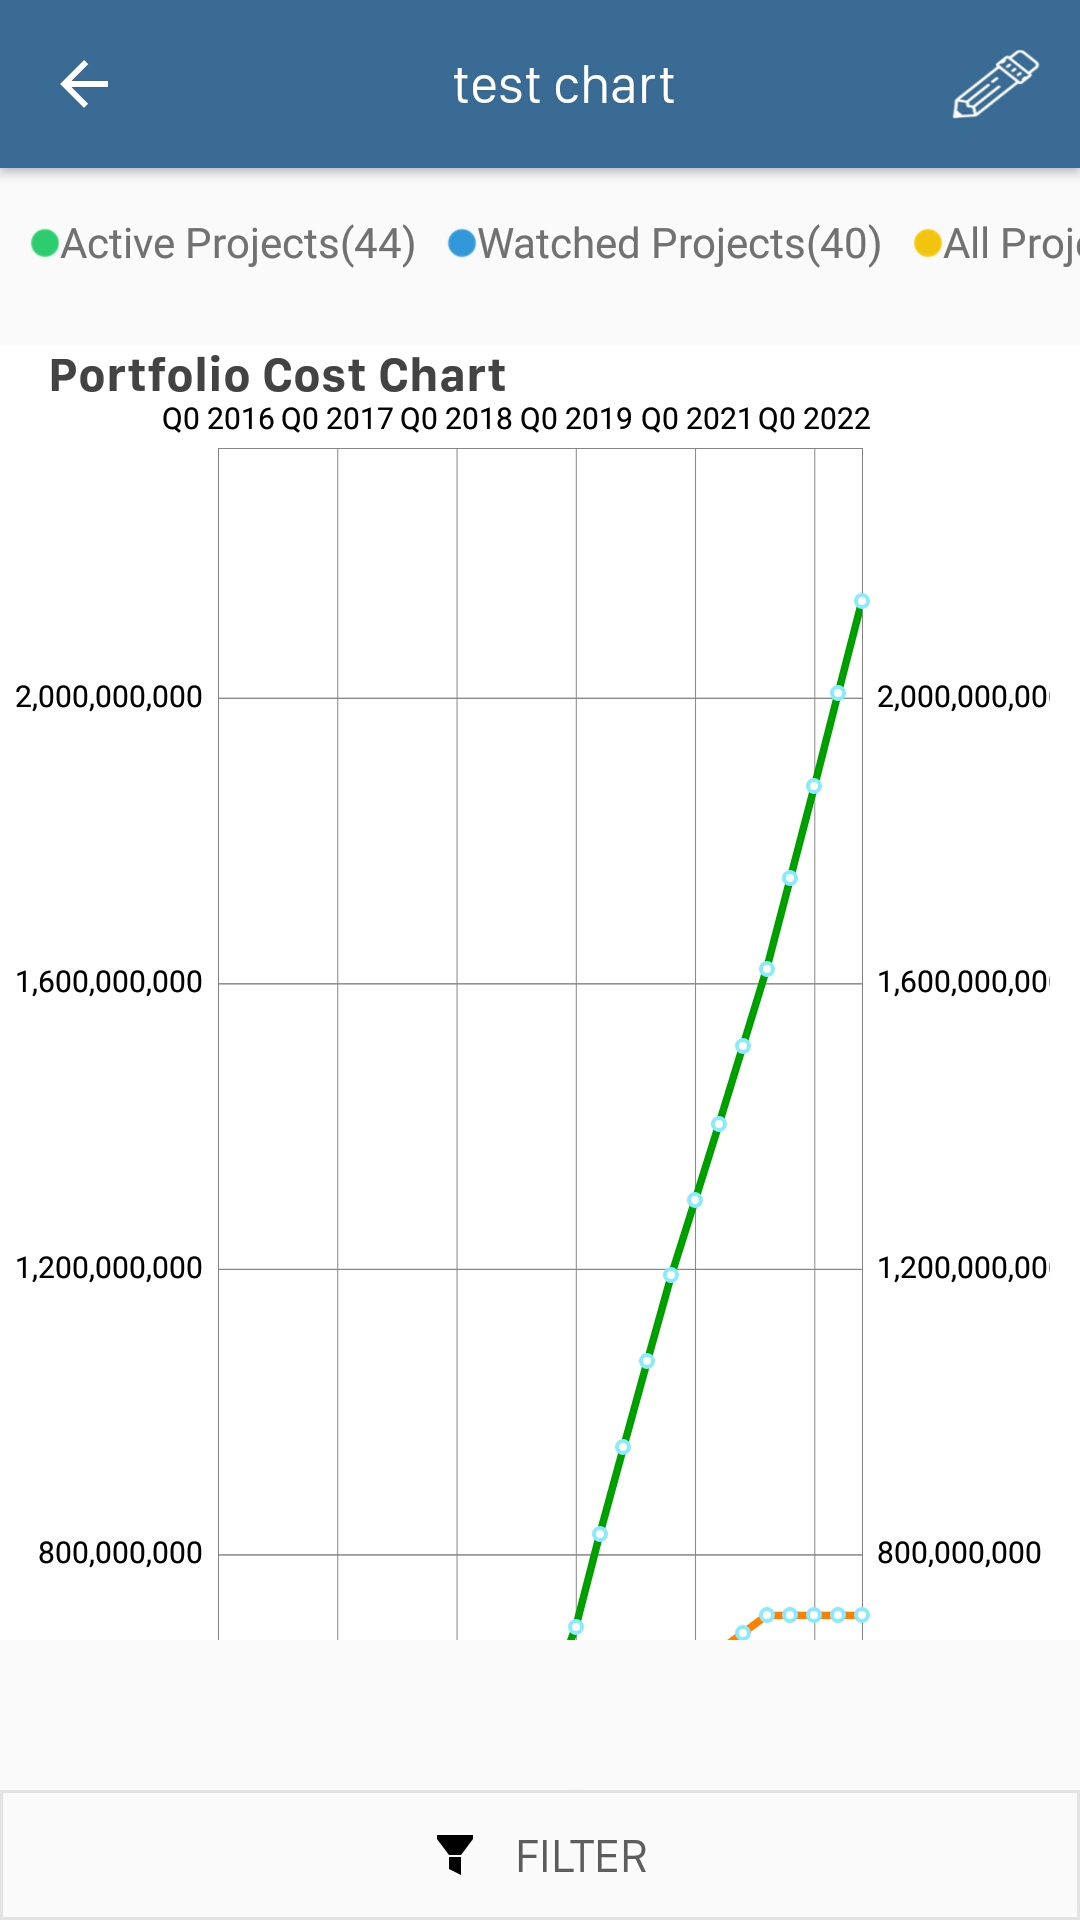 test chart
Active Projects(44) Watched Projects(40) All
Portfolio Cost Chart
Q0 2016 Q0 2017 Q0 2018 Q0 2019 Q0 2021 Q0 2022
2,000,000,000 2,000,000,00
1,600,000,000 1,600,000,00
1,200,000,000 1,200,000,00
800,000,000 800,000,000
FILTER